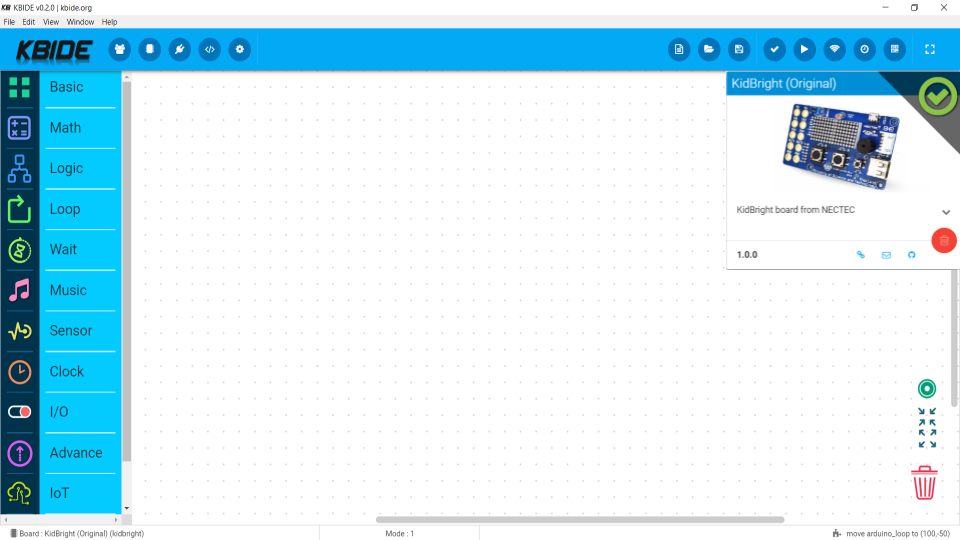 KBIDE v0.2.0 | kbide.org
File Edit View Window Help
KBIDE
Basic
Math
Logic
Loop
Wait
Music
Sensor
Clock
I/O
Advance
IoT
KidBright (Original)
KidBright board from NECTEC
1.0.0
Board : KidBright (Original) (kidbright)
Mode : 1
move arduino_loop to (100,-50)